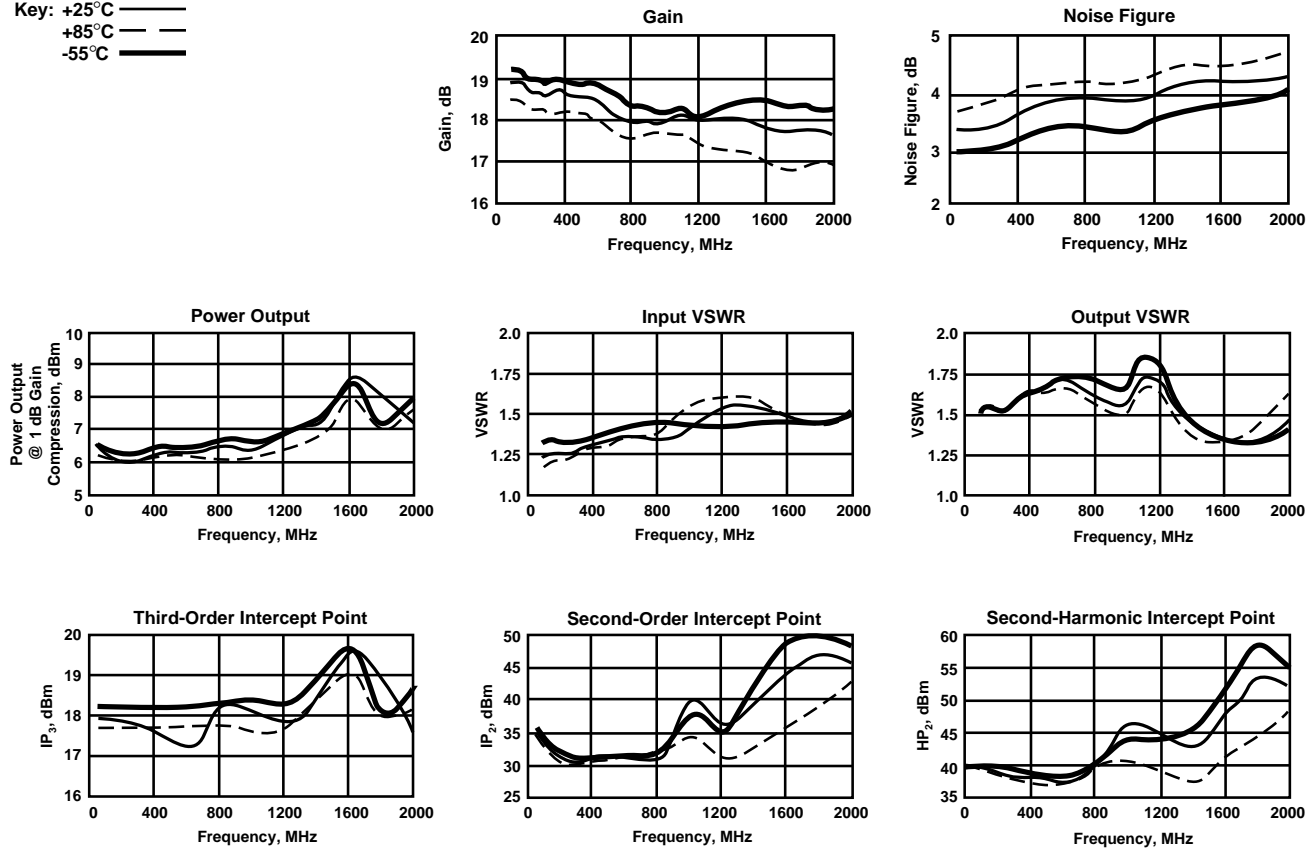 Key: +25°C
+85°C
-55°C
Gain
Gain, dB
20
19
18
17
16
0 400 800 1200 1600 2000
Frequency, MHz
Noise Figure
Noise Figure, dB
5
4
3
2
0 400 800 1200 1600 2000
Frequency, MHz
Power Output
Power Output
@ 1 dB Gain
Compression, dBm
10
9
8
7
6
5
0 400 800 1200 1600 2000
Frequency, MHz
Input VSWR
VSWR
2.0
1.75
1.5
1.25
1.0
0 400 800 1200 1600 2000
Frequency, MHz
Output VSWR
VSWR
2.0
1.75
1.5
1.25
1.0
0 400 800 1200 1600 2000
Frequency, MHz
Third-Order Intercept Point
IP3, dBm
20
19
18
17
16
0 400 800 1200 1600 2000
Frequency, MHz
Second-Order Intercept Point
IP2, dBm
50
45
40
35
30
25
0 400 800 1200 1600 2000
Frequency, MHz
Second-Harmonic Intercept Point
HP2, dBm
60
55
50
45
40
35
0 400 800 1200 1600 2000
Frequency, MHz